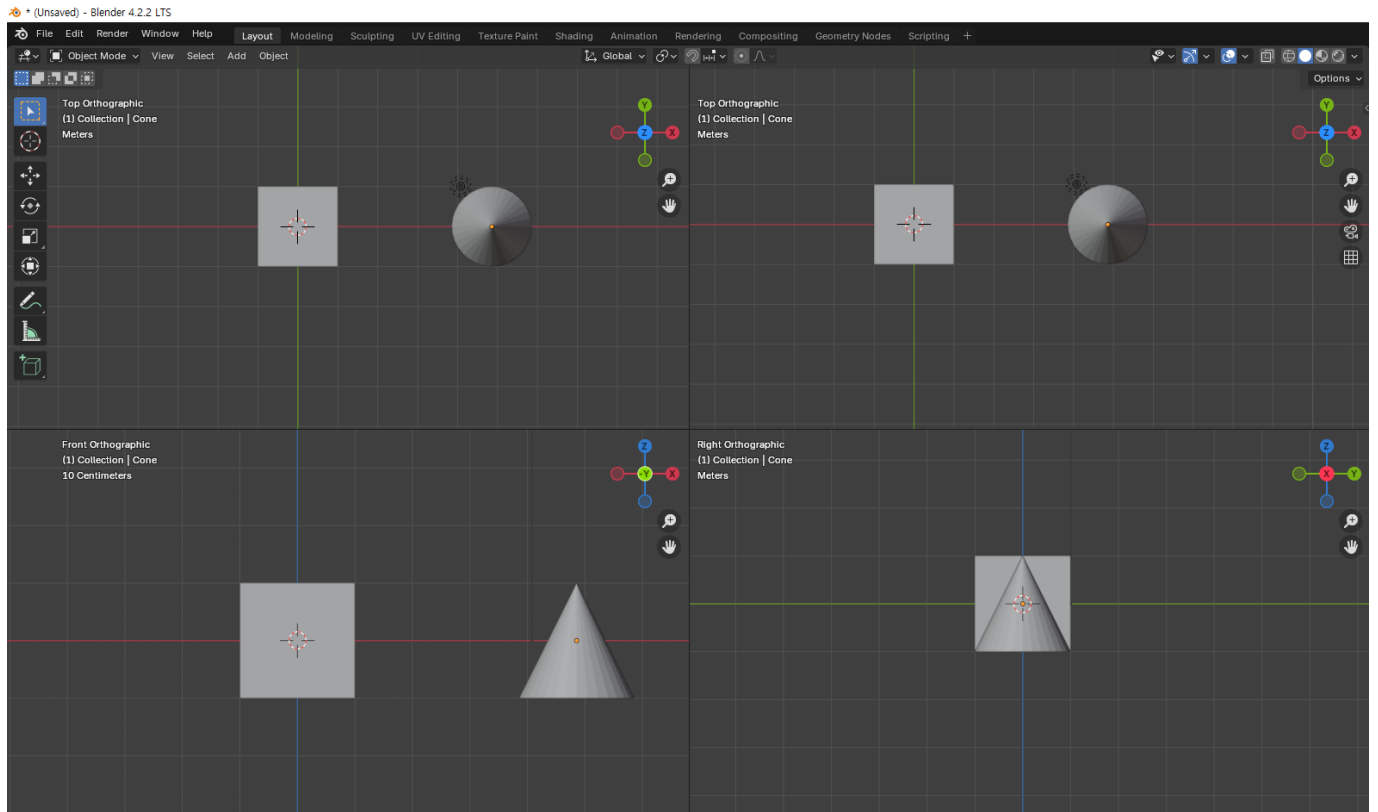 * (Unsaved) - Blender 4.2.2 LTS
File Edit Render Window Help Layout Modeling Sculpting UV Editing Texture Paint Shading Animation Rendering Compositing Geometry Nodes Scripting +
Object Mode View Select Add Object Global
Options
Top Orthographic
(1) Collection | Cone
Meters
Y
Z
X
Top Orthographic
(1) Collection | Cone
Meters
Y
Z
X
Front Orthographic
(1) Collection | Cone
10 Centimeters
Z
-Y
X
Right Orthographic
(1) Collection | Cone
Meters
Z
X
Y